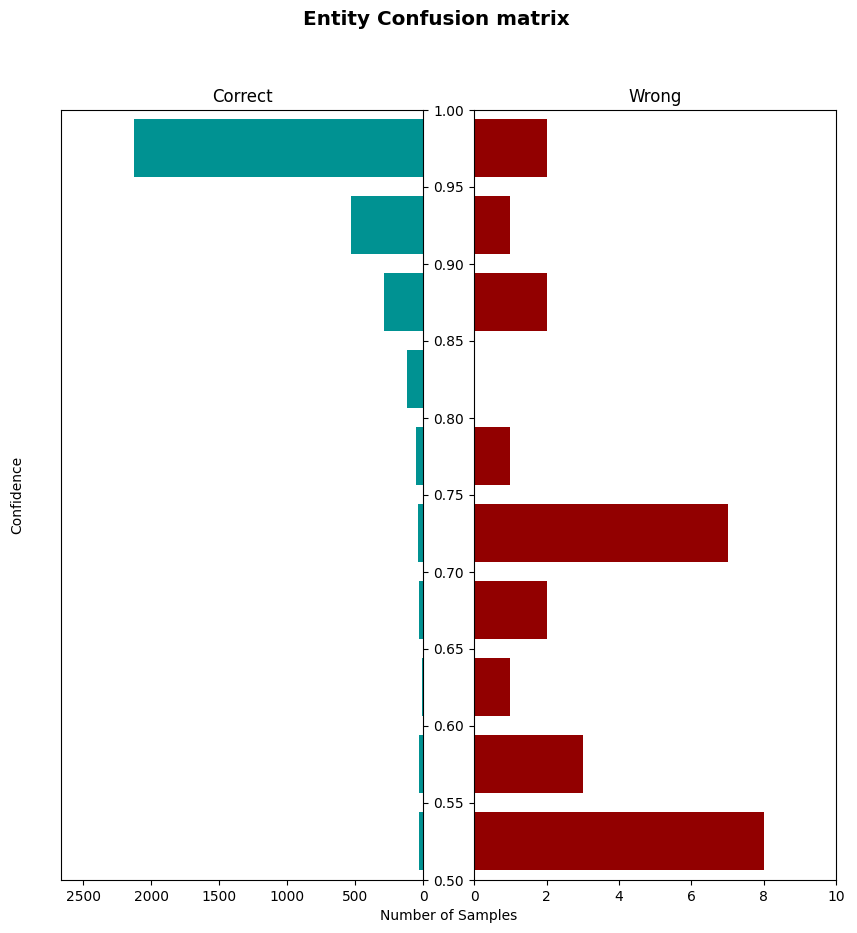 Entity Confusion matrix
Correct
Wrong
1.00
0.95
0.90
0.85
0.80
0.75
0.70
0.65
0.60
0.55
0.50
Confidence
2500 2000 1500 1000 500 0
0 2 4 6 8 10
Number of Samples